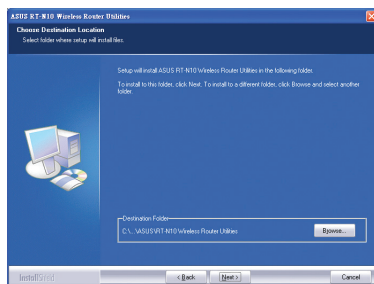 ASUS RT-N10 Wireless Router Utilities
Choose Destination Location
Select folder where setup will install files.
Setup will install ASUS RT-N10 Wireless Router Utilities in the following folder.
To install to this folder, click Next. To install to a different folder, click Browse and select another
folder.
Destination Folder
C:\...\ASUS\RT-N10 Wireless Router Utilities
Browse...
InstallShield
< Back
Next >
Cancel